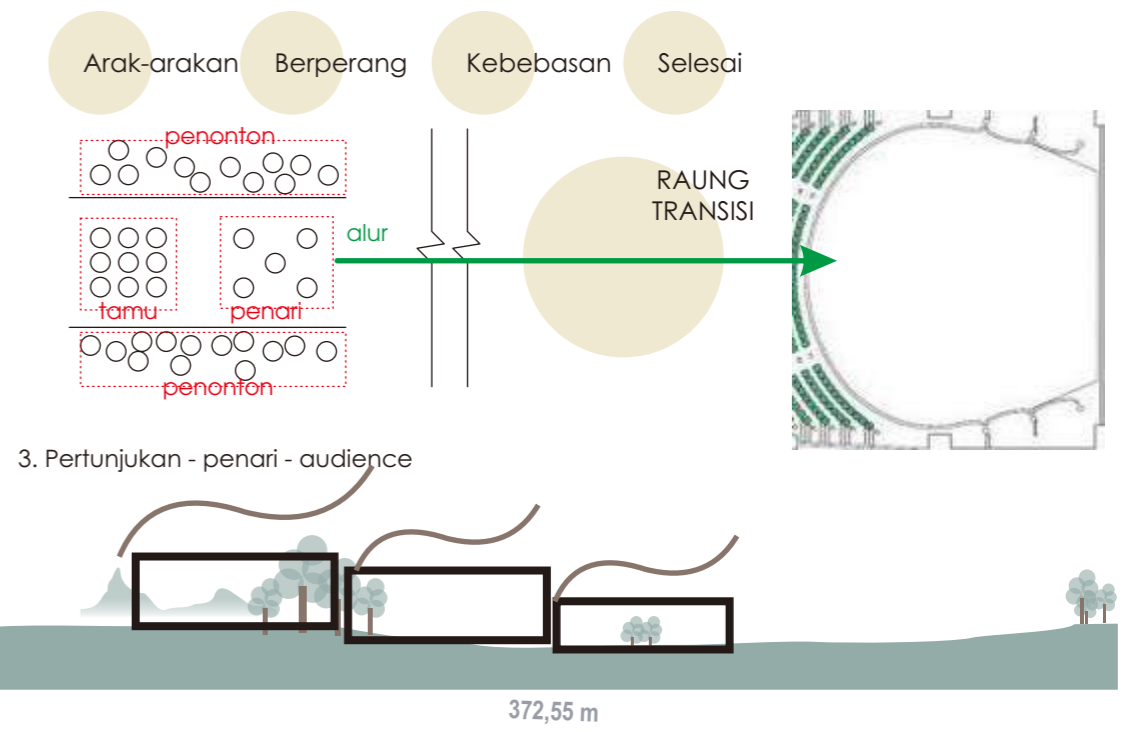 Arak-arakan
Berperang
Kebebasan
Selesai
penonton
RAUNG
TRANSISI
alur
tamu
penari
penonton
3. Pertunjukan - penari - audience
372,55 m